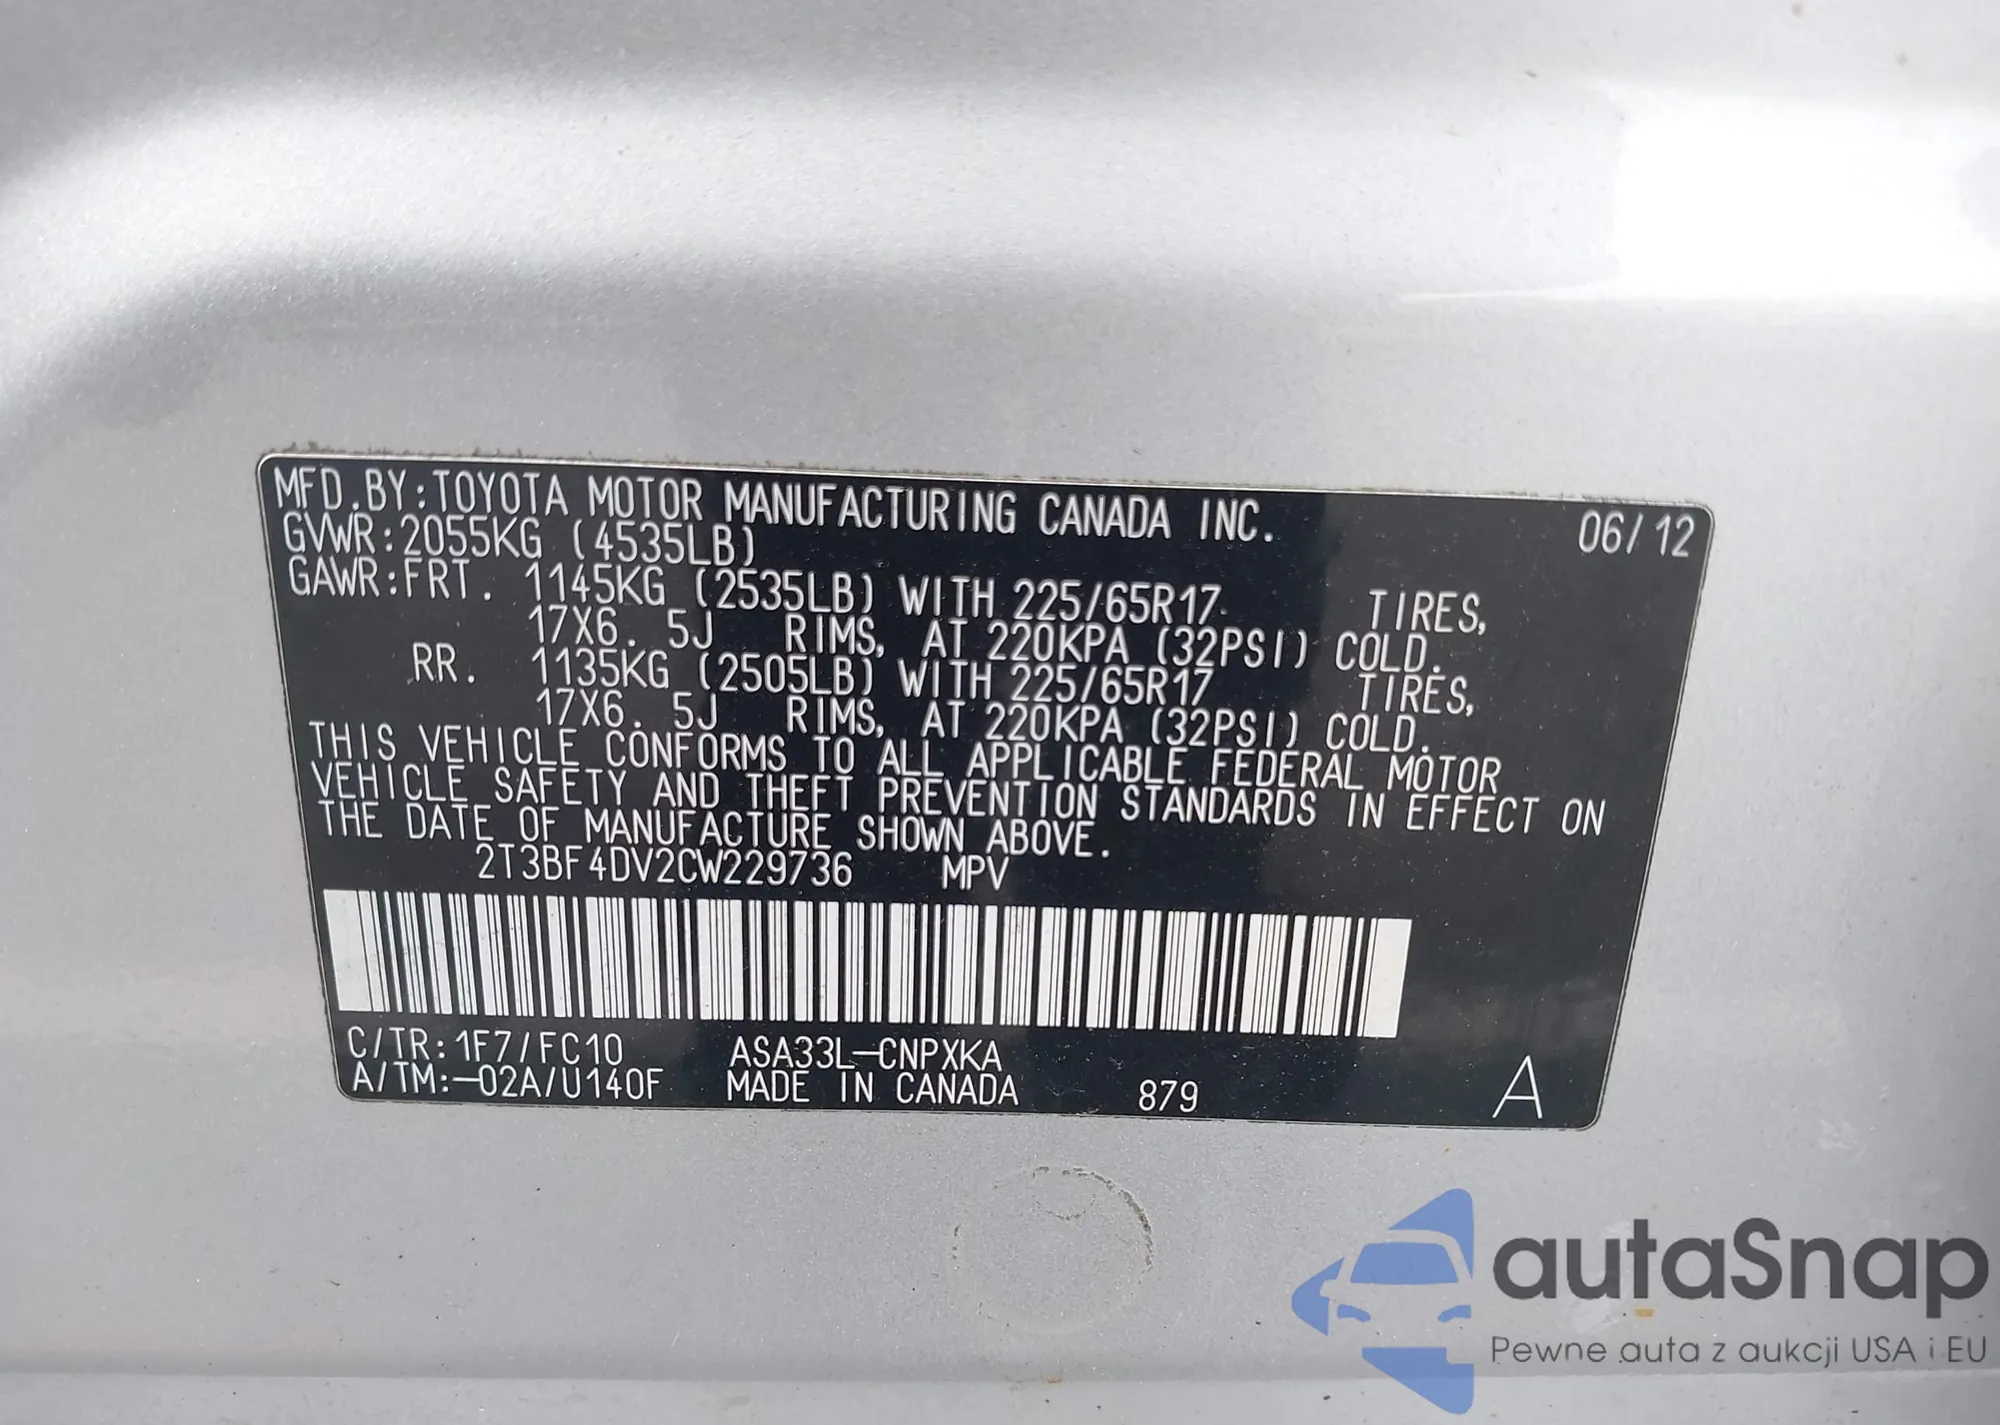 MFD.BY:TOYOTA MOTOR MANUFACTURING CANADA INC. 06/12
GVWR:2055KG (4535LB)
GAWR:FRT. 1145KG (2535LB) WITH 225/65R17 TIRES,
17X6.5J RIMS, AT 220KPA (32PSI) COLD.
RR. 1135KG (2505LB) WITH 225/65R17 TIRES,
17X6.5J RIMS, AT 220KPA (32PSI) COLD.
THIS VEHICLE CONFORMS TO ALL APPLICABLE FEDERAL MOTOR
VEHICLE SAFETY AND THEFT PREVENTION STANDARDS IN EFFECT ON
THE DATE OF MANUFACTURE SHOWN ABOVE.
2T3BF4DV2CW229736 MPV
C/TR:1F7/FC10 ASA33L-CNPXKA
A/TM:-02A/U140F MADE IN CANADA 879 A
autaSnap
Pewne auta z aukcji USA i EU